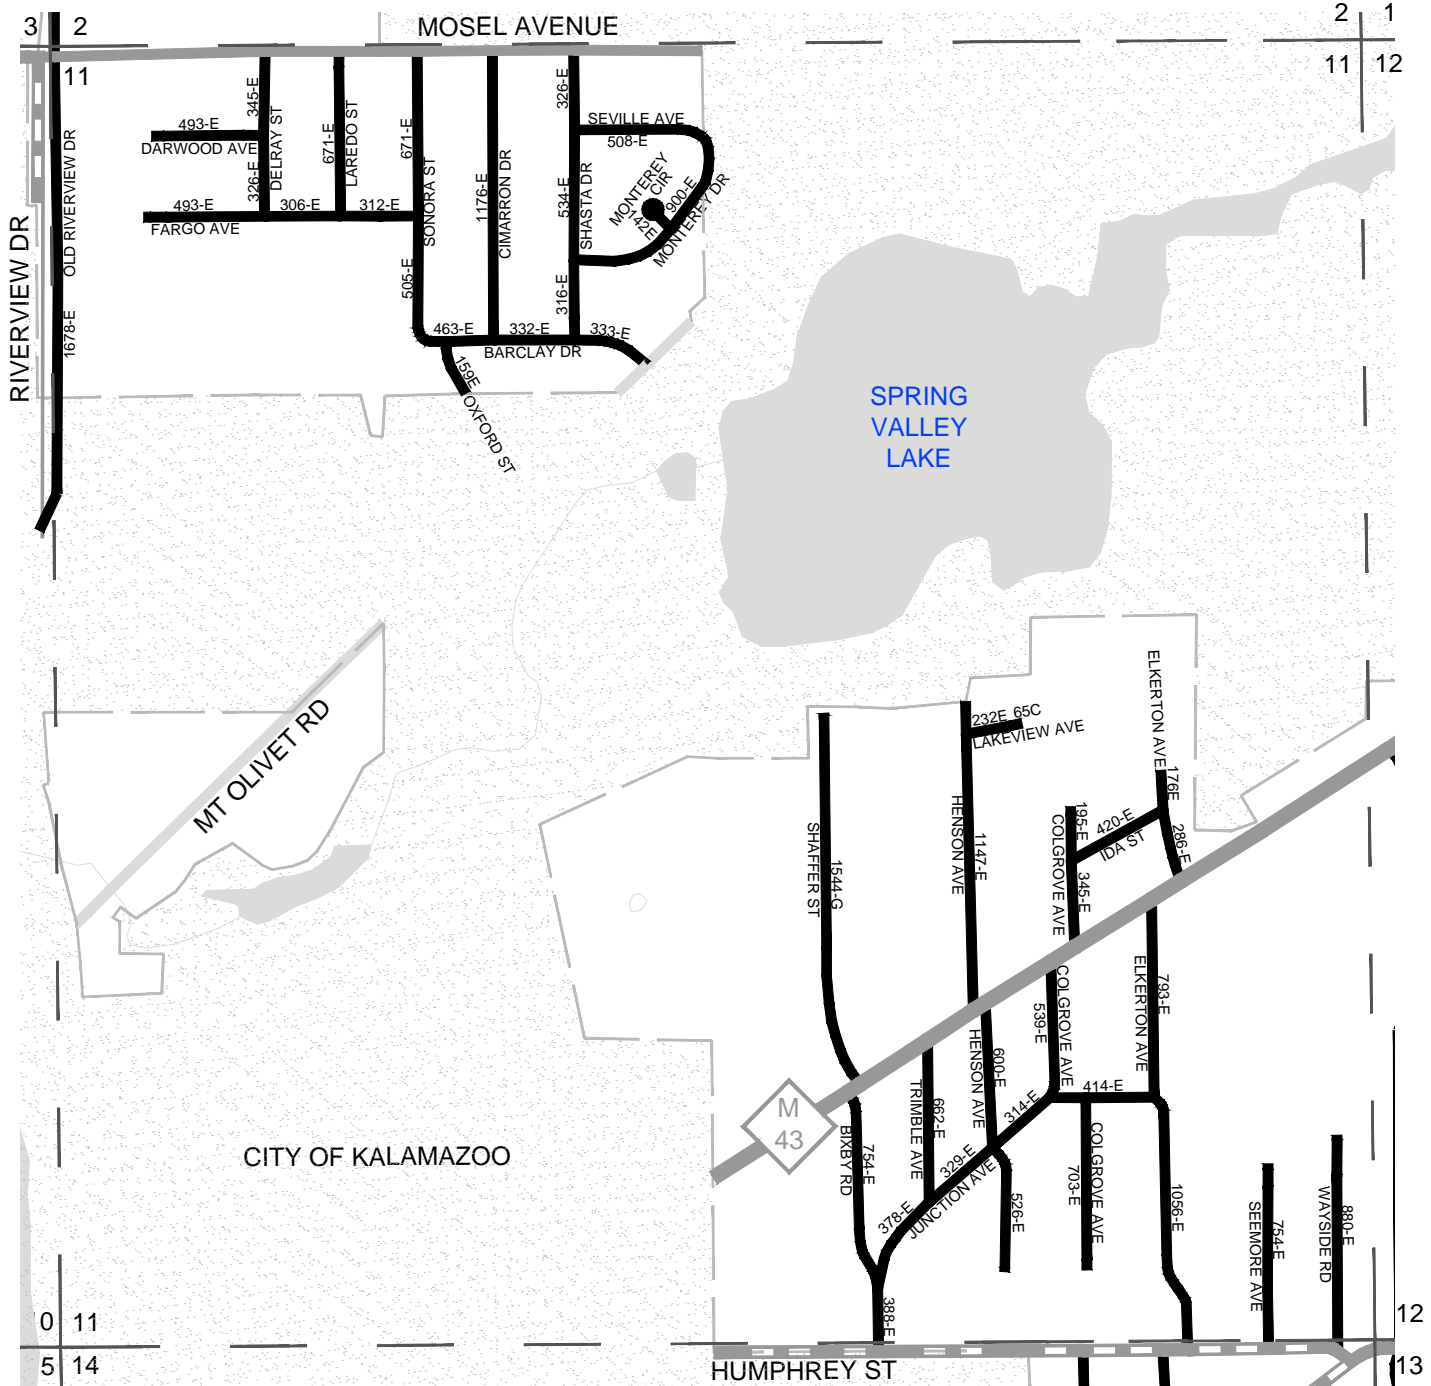 3 2
MOSEL AVENUE
2 1
11
11 12
RIVERVIEW DR
OLD RIVERVIEW DR
1678-E
493-E
DARWOOD AVE
345-E
DELRAY ST
326-E
671-E
LAREDO ST
671-E
SONORA ST
505-E
493-E
306-E
312-E
FARGO AVE
1176-E
CIMARRON DR
326-E
534-E
SHASTA DR
316-E
SEVILLE AVE
508-E
MONTEREY
CIR
142E
900-E
MONTEREY DR
463-E
332-E
333-E
BARCLAY DR
159E
OXFORD ST
SPRING
VALLEY
LAKE
MT OLIVET RD
ELKERTON AVE
176E
232E 65C
LAKEVIEW AVE
SHAFFER ST
1544-G
HENSON AVE
1147-E
195-E
COLGROVE AVE
345-E
420-E
IDA ST
286-E
539-E
COLGROVE AVE
ELKERTON AVE
793-E
HENSON AVE
600-E
M
43
TRIMBLE AVE
662-E
314-E
414-E
BIXBY RD
754-E
329-E
378-E
JUNCTION AVE
526-E
703-E
COLGROVE AVE
1056-E
SEEMORE AVE
754-E
WAYSIDE RD
880-E
388-E
CITY OF KALAMAZOO
0 11
12
5 14
HUMPHREY ST
13